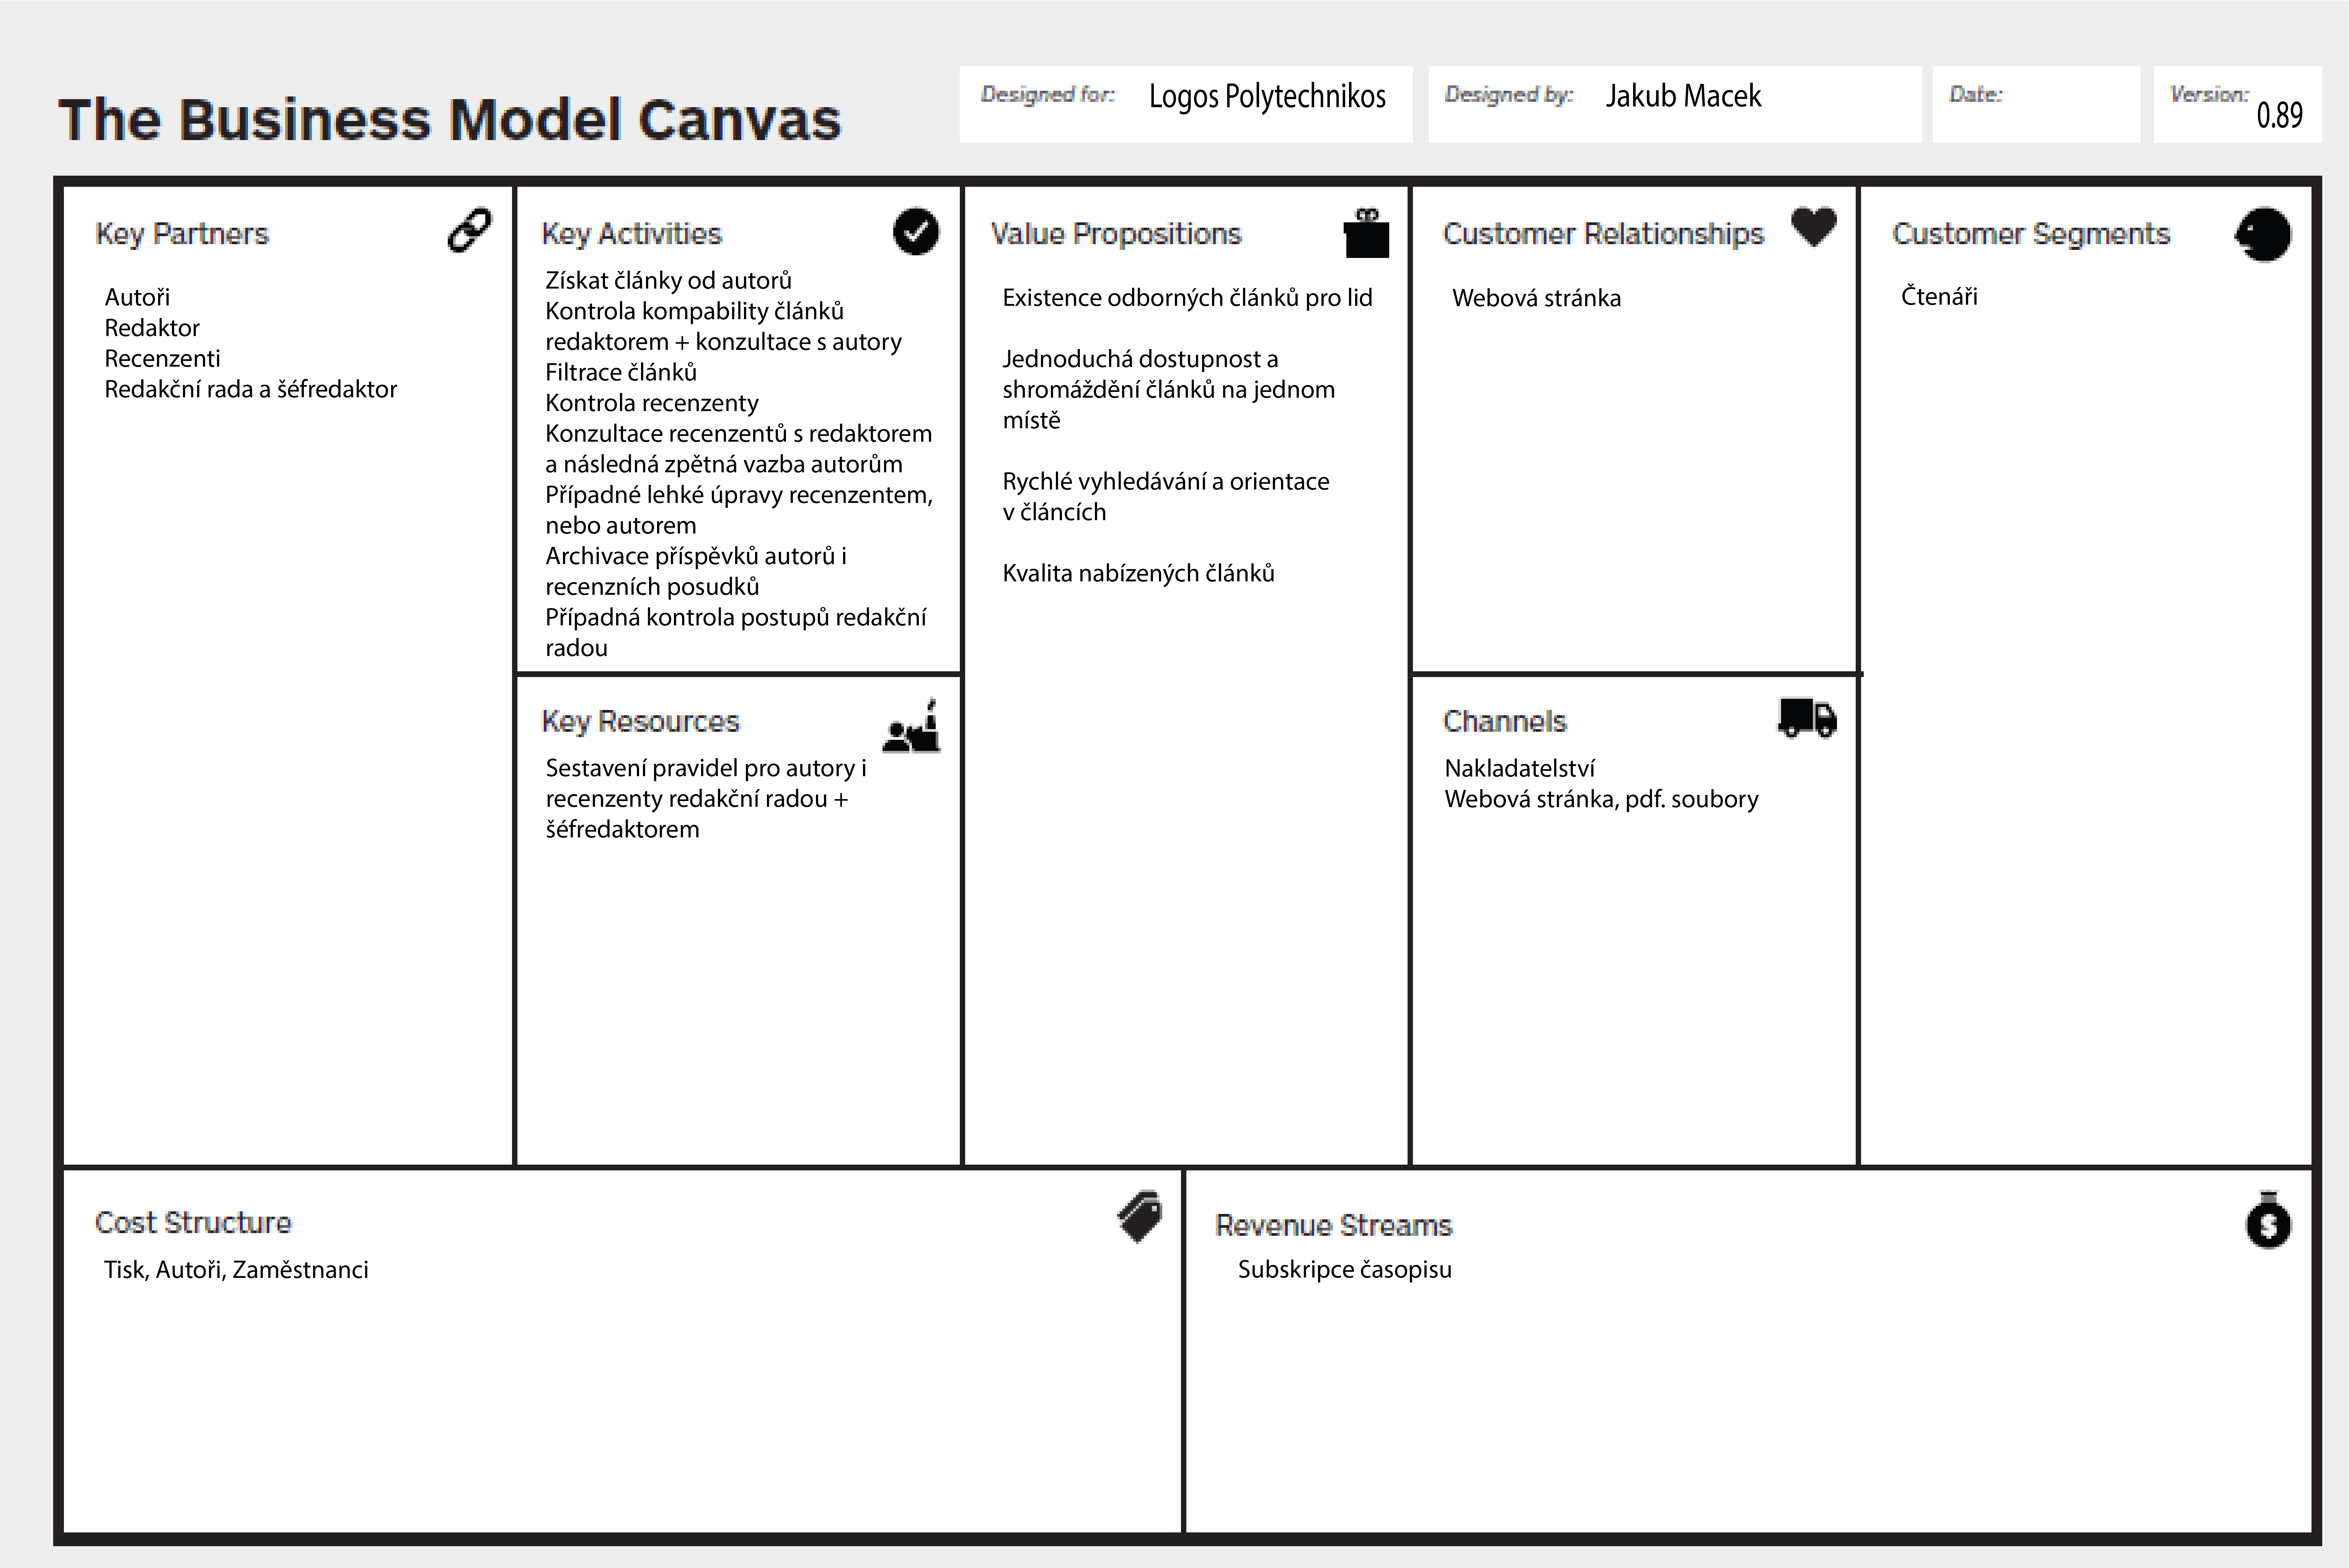 The Business Model Canvas
Designed for: Logos Polytechnikos
Designed by: Jakub Macek
Date:
Version: 0.89
Key Partners
Autoři
Redaktor
Recenzenti
Redakční rada a šéfredaktor
Key Activities
Získat články od autorů
Kontrola kompability článků
redaktorem + konzultace s autory
Filtrace článků
Kontrola recenzenty
Konzultace recenzentů s redaktorem
a následná zpětná vazba autorům
Případné lehké úpravy recenzentem,
nebo autorem
Archivace příspěvků autorů i
recenzních posudků
Případná kontrola postupů redakční
radou
Key Resources
Sestavení pravidel pro autory i
recenzenty redakční radou +
šéfredaktorem
Value Propositions
Existence odborných článků pro lid
Jednoduchá dostupnost a
shromáždění článků na jednom
místě
Rychlé vyhledávání a orientace
v článcích
Kvalita nabízených článků
Customer Relationships
Webová stránka
Channels
Nakladatelství
Webová stránka, pdf. soubory
Customer Segments
Čtenáři
Cost Structure
Tisk, Autoři, Zaměstnanci
Revenue Streams
Subskripce časopisu